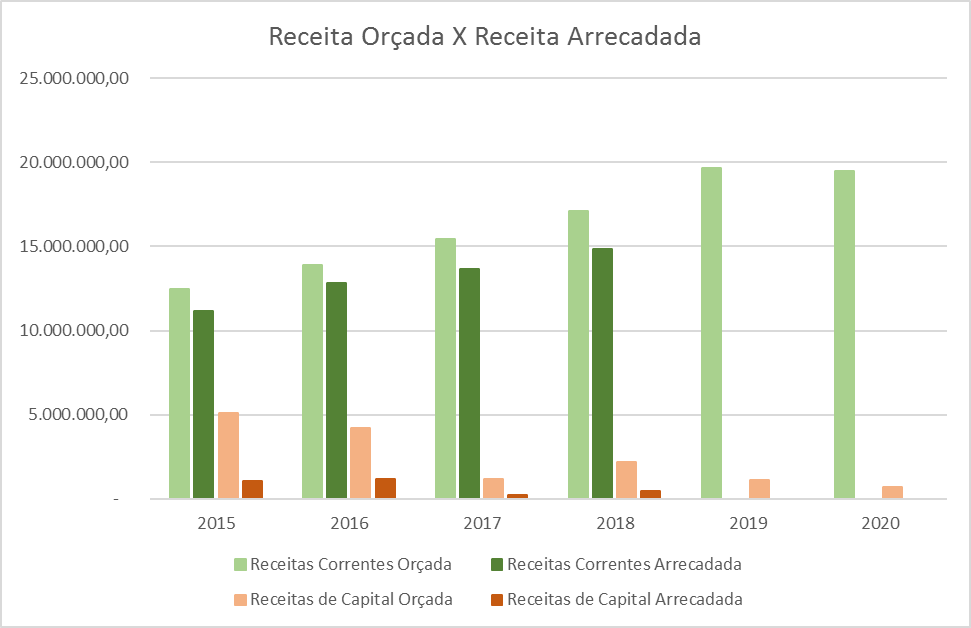 Receita Orçada X Receita Arrecadada
25.000.000,00
20.000.000,00
15.000.000,00
10.000.000,00
5.000.000,00
-
2015 2016 2017 2018 2019 2020
Receitas Correntes Orçada Receitas Correntes Arrecadada
Receitas de Capital Orçada Receitas de Capital Arrecadada